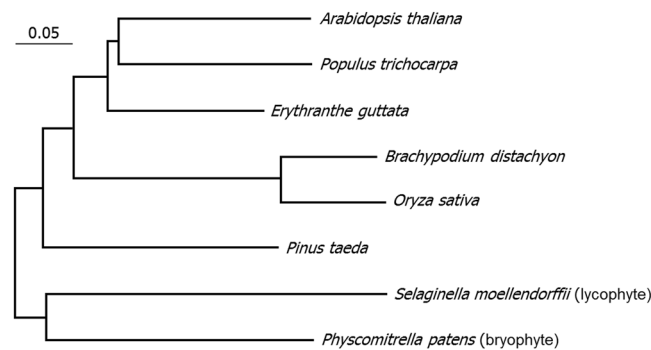 Arabidopsis thaliana
0.05
Populus trichocarpa
Erythranthe guttata
Brachypodium distachyon
Oryza sativa
Pinus taeda
Selaginella moellendorffii (lycophyte)
Physcomitrella patens (bryophyte)